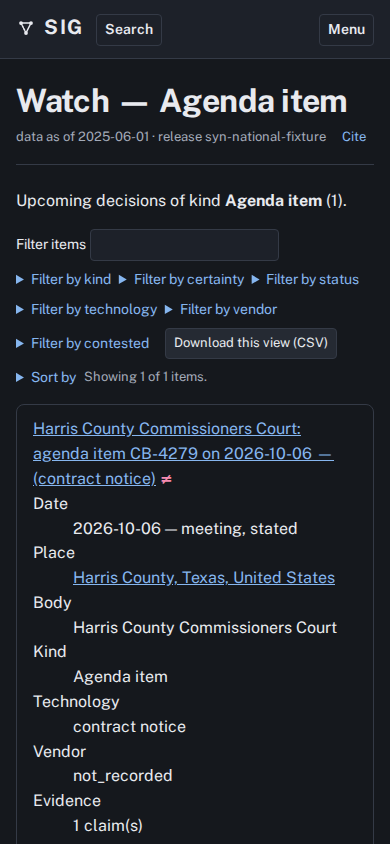 SIG Search Menu
Watch — Agenda item
data as of 2025-06-01 · release syn-national-fixture Cite
Upcoming decisions of kind Agenda item (1).
Filter items
▶ Filter by kind ▶ Filter by certainty ▶ Filter by status
▶ Filter by technology ▶ Filter by vendor
▶ Filter by contested Download this view (CSV)
▶ Sort by Showing 1 of 1 items.
Harris County Commissioners Court:
agenda item CB-4279 on 2026-10-06 —
(contract notice) ≠
Date
2026-10-06 — meeting, stated
Place
Harris County, Texas, United States
Body
Harris County Commissioners Court
Kind
Agenda item
Technology
contract notice
Vendor
not_recorded
Evidence
1 claim(s)